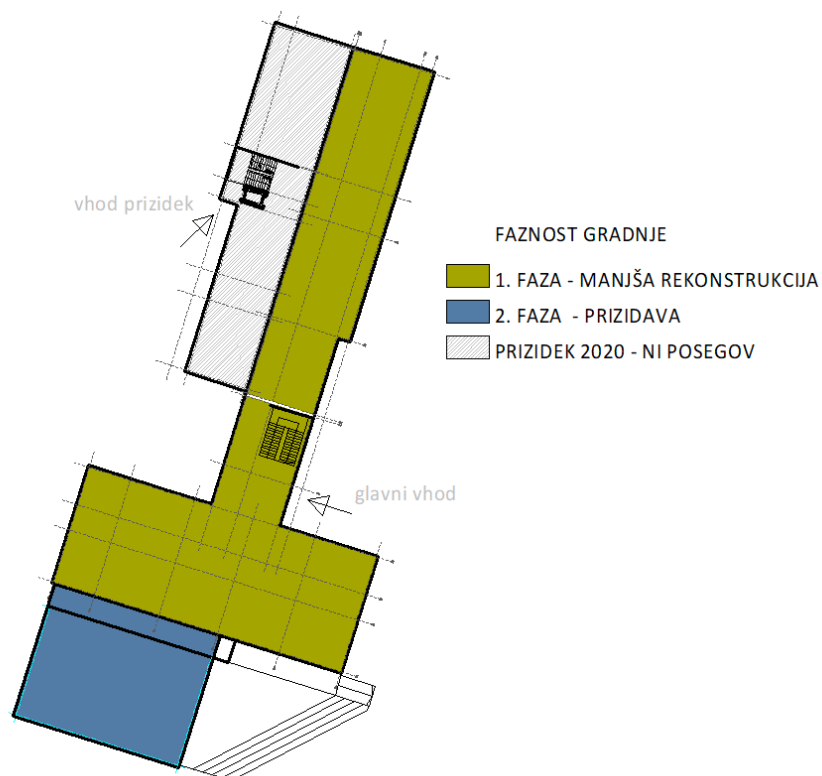 vhod prizidek
FAZNOST GRADNJE
1. FAZA - MANJŠA REKONSTRUKCIJA
2. FAZA - PRIZIDAVA
PRIZIDEK 2020 - NI POSEGOV
glavni vhod